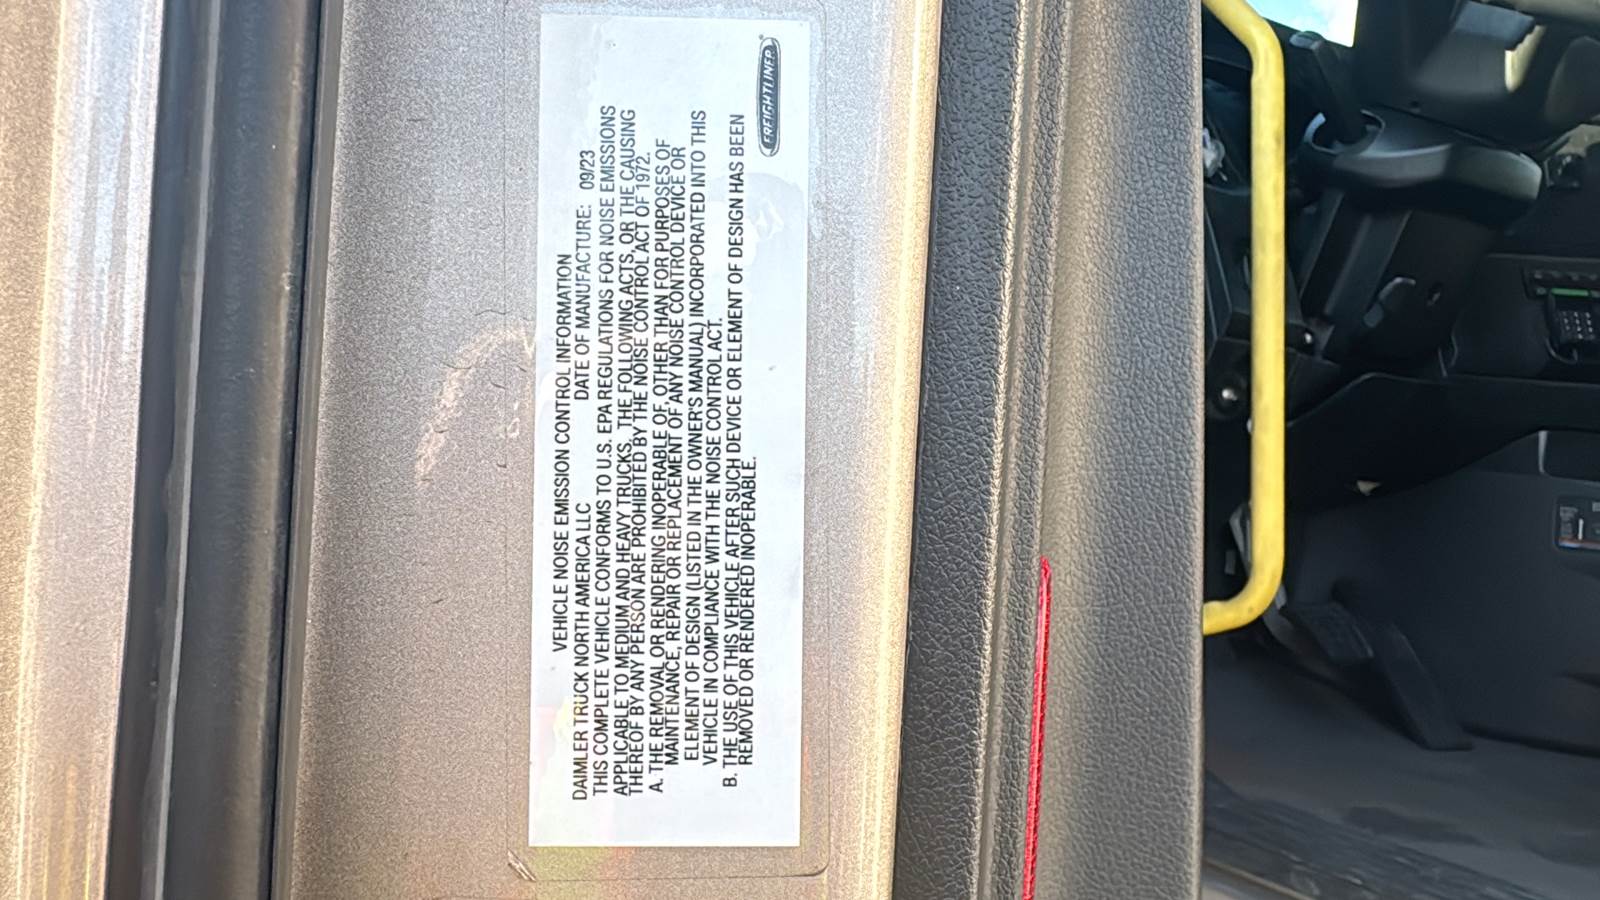 FREIGHTLINER
VEHICLE NOISE EMISSION CONTROL INFORMATION
DAIMLER TRUCK NORTH AMERICA LLC DATE OF MANUFACTURE: 09/23
THIS COMPLETE VEHICLE CONFORMS TO U.S. EPA REGULATIONS FOR NOISE EMISSIONS
APPLICABLE TO MEDIUM AND HEAVY TRUCKS. THE FOLLOWING ACTS, OR THE CAUSING
THEREOF BY ANY PERSON ARE PROHIBITED BY THE NOISE CONTROL ACT OF 1972.
A. THE REMOVAL OR RENDERING INOPERABLE OF, OTHER THAN FOR PURPOSES OF
MAINTENANCE, REPAIR OR REPLACEMENT OF ANY NOISE CONTROL DEVICE OR
ELEMENT OF DESIGN (LISTED IN THE OWNER'S MANUAL) INCORPORATED INTO THIS
VEHICLE IN COMPLIANCE WITH THE NOISE CONTROL ACT.
B. THE USE OF THIS VEHICLE AFTER SUCH DEVICE OR ELEMENT OF DESIGN HAS BEEN
REMOVED OR RENDERED INOPERABLE.